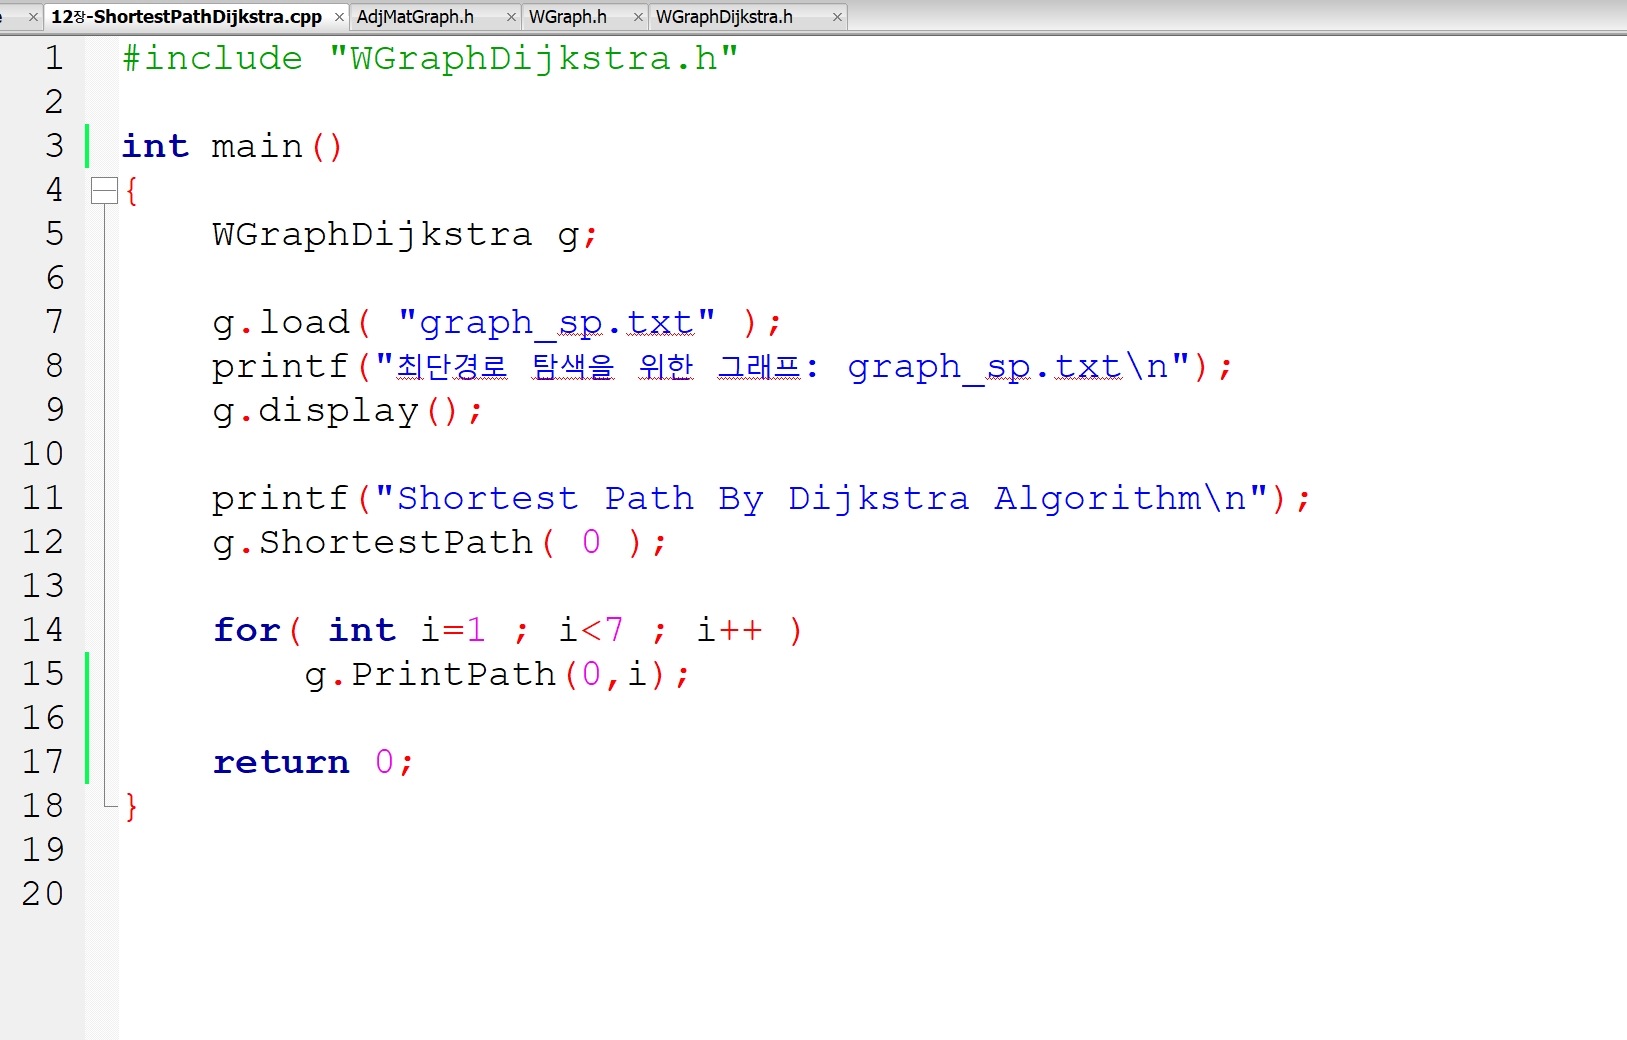 12장-ShortestPathDijkstra.cpp × AdjMatGraph.h × WGraph.h × WGraphDijkstra.h ×
1 #include "WGraphDijkstra.h"
2
3 int main()
4 {
5 WGraphDijkstra g;
6
7 g.load( "graph_sp.txt" );
8 printf("최단경로 탐색을 위한 그래프: graph_sp.txt\n");
9 g.display();
10
11 printf("Shortest Path By Dijkstra Algorithm\n");
12 g.ShortestPath( 0 );
13
14 for( int i=1 ; i<7 ; i++ )
15 g.PrintPath(0,i);
16
17 return 0;
18 }
19
20